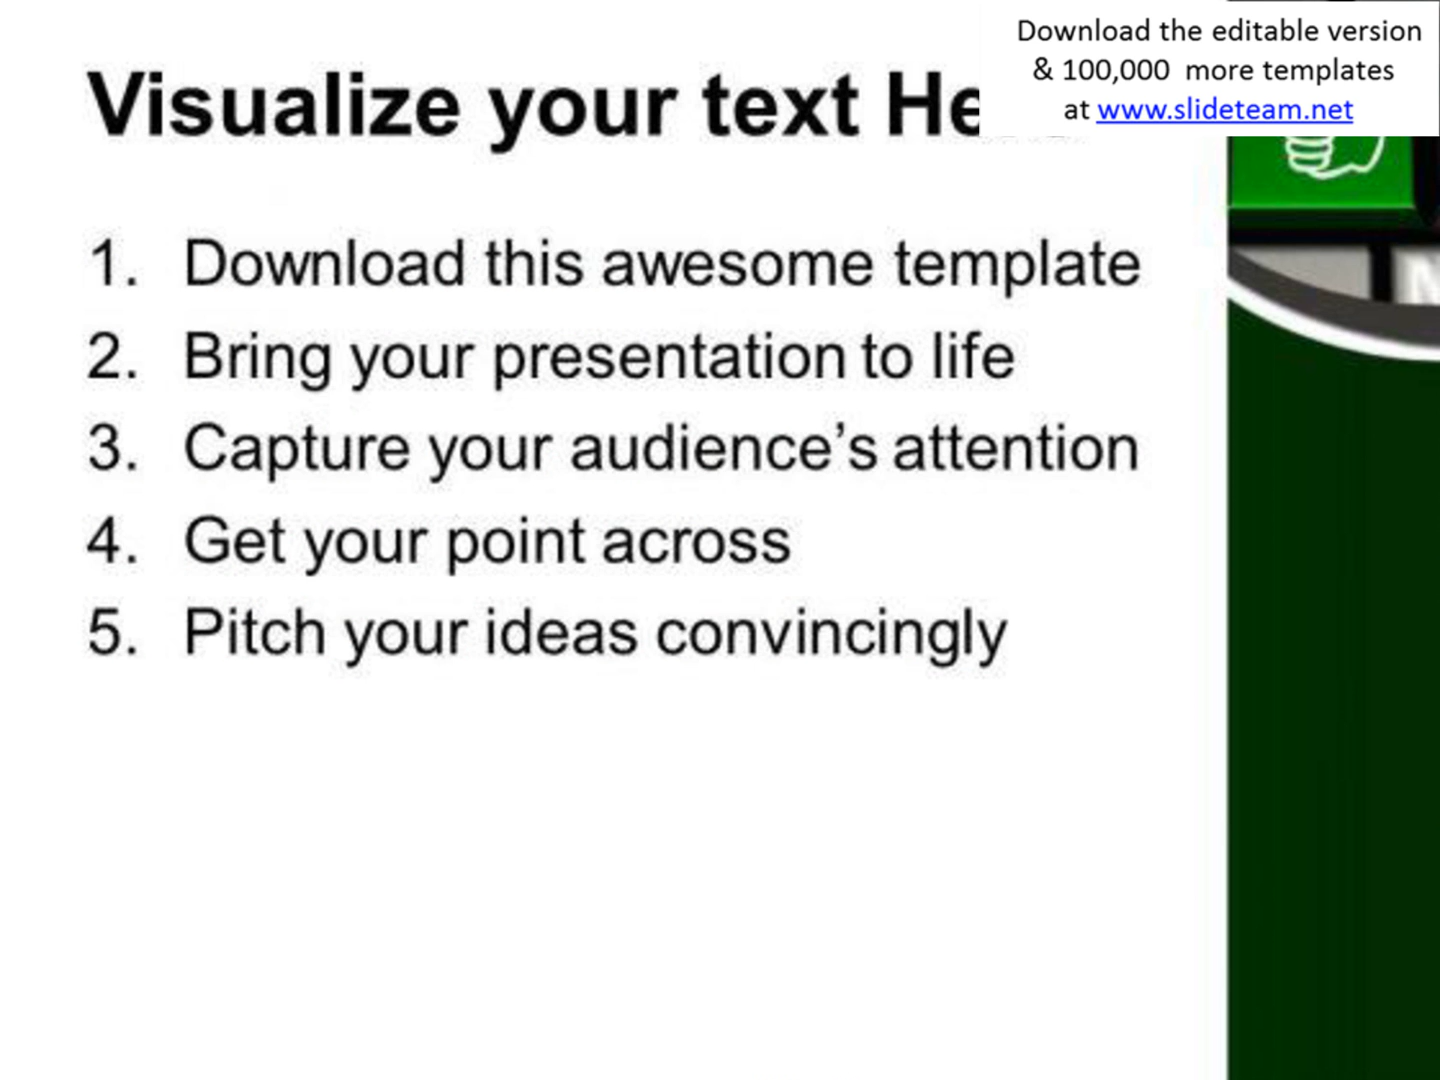 Download the editable version
& 100,000 more templates
at www.slideteam.net
Visualize your text
1. Download this awesome template
2. Bring your presentation to life
3. Capture your audience’s attention
4. Get your point across
5. Pitch your ideas convincingly